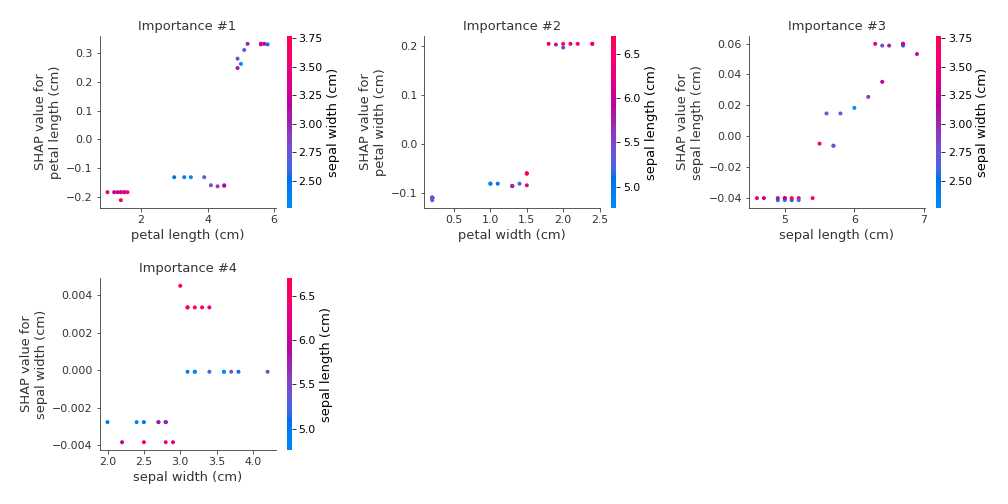 Importance #1
SHAP value for
petal length (cm)
0.3
0.2
0.1
0.0
−0.1
−0.2
2
4
6
petal length (cm)
3.75
3.50
3.25
3.00
2.75
2.50
sepal width (cm)
Importance #2
SHAP value for
petal width (cm)
0.2
0.1
0.0
−0.1
0.5
1.0
1.5
2.0
2.5
petal width (cm)
6.5
6.0
5.5
5.0
sepal length (cm)
Importance #3
SHAP value for
sepal length (cm)
0.06
0.04
0.02
0.00
−0.02
−0.04
5
6
7
sepal length (cm)
3.75
3.50
3.25
3.00
2.75
2.50
sepal width (cm)
Importance #4
SHAP value for
sepal width (cm)
0.004
0.002
0.000
−0.002
−0.004
2.0
2.5
3.0
3.5
4.0
sepal width (cm)
6.5
6.0
5.5
5.0
sepal length (cm)